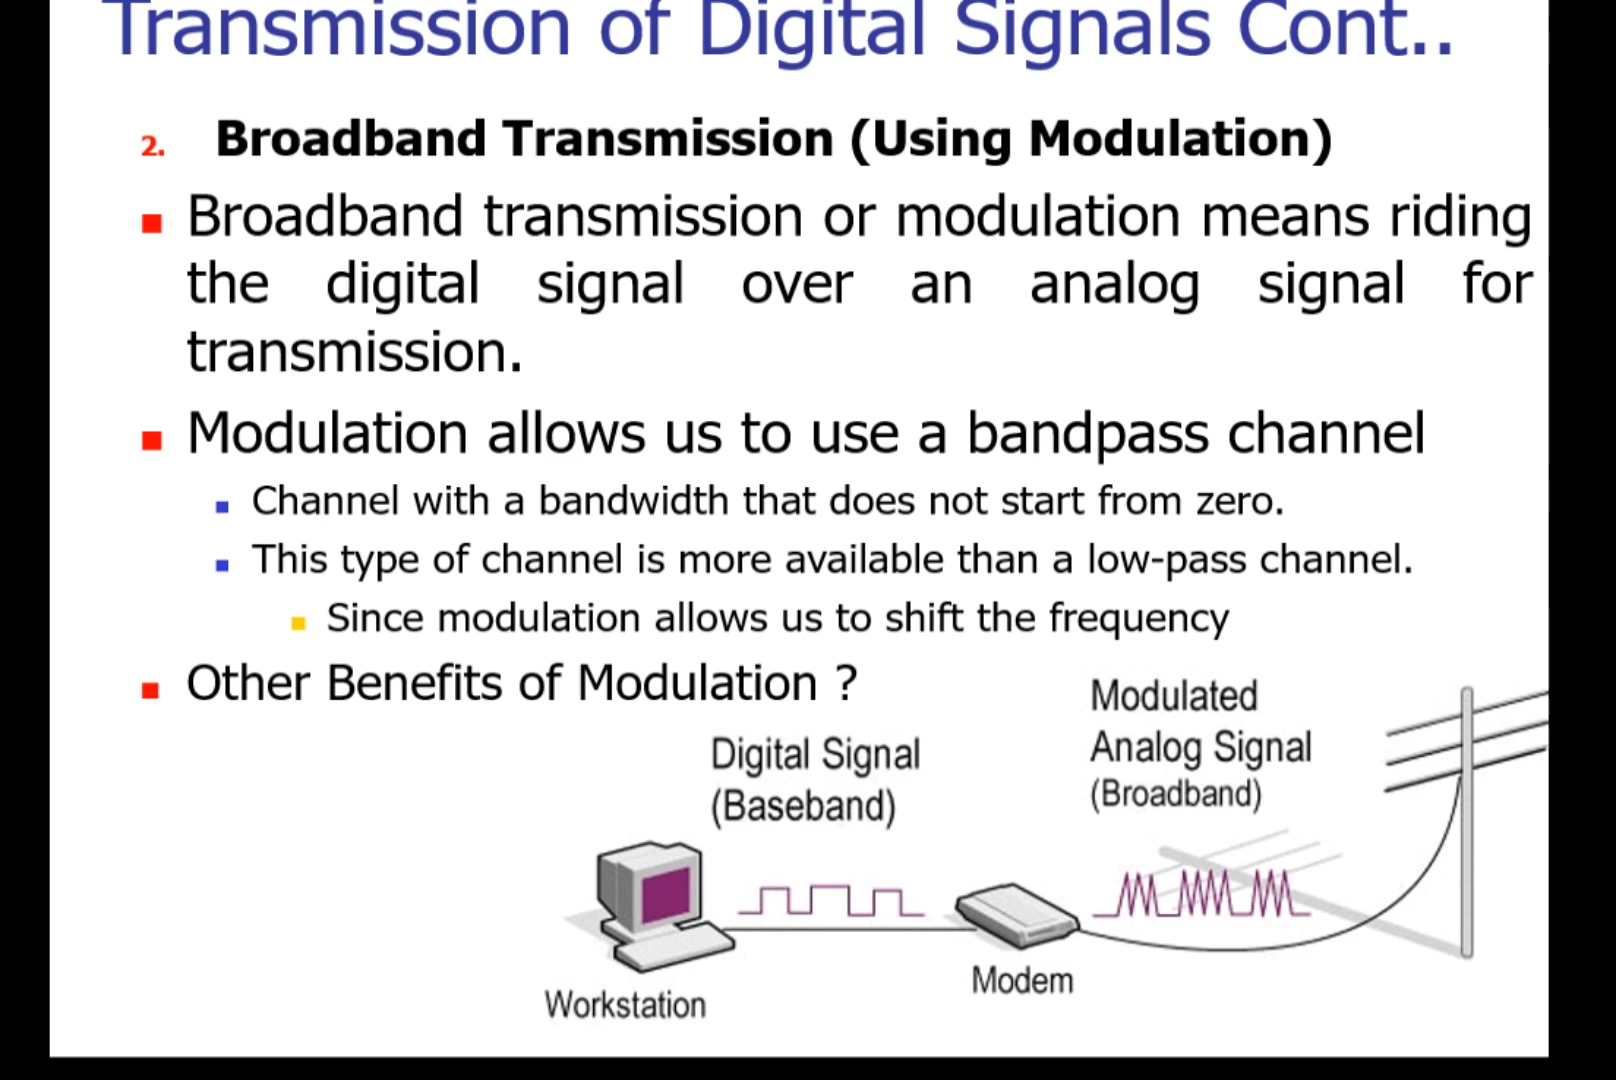 Transmission of Digital Signals Cont..
2. Broadband Transmission (Using Modulation)
Broadband transmission or modulation means riding
the digital signal over an analog signal for
transmission.
Modulation allows us to use a bandpass channel
Channel with a bandwidth that does not start from zero.
This type of channel is more available than a low-pass channel.
Since modulation allows us to shift the frequency
Other Benefits of Modulation ?
Modulated
Analog Signal
(Broadband)
Digital Signal
(Baseband)
Modem
Workstation